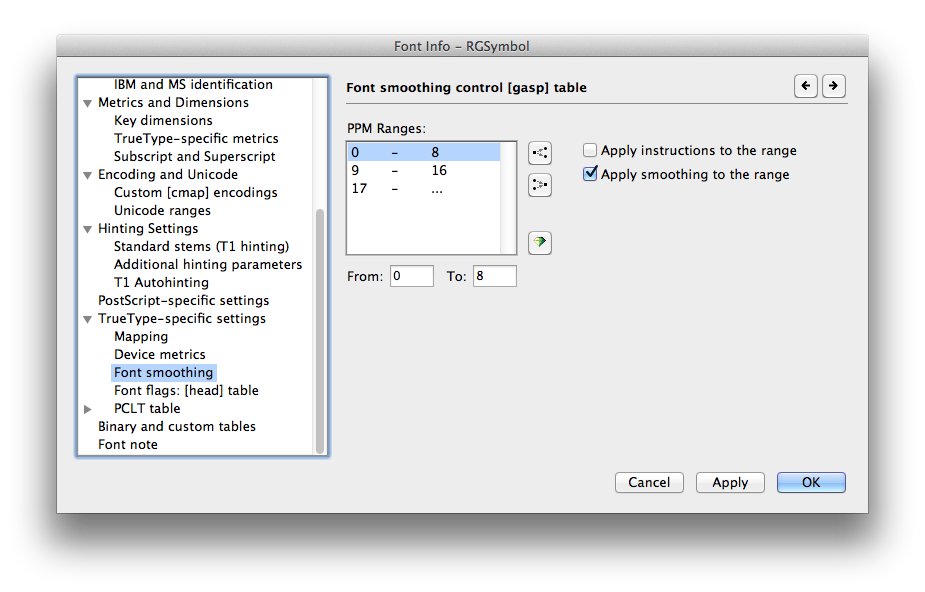 Font Info – RGSymbol
IBM and MS identification
Metrics and Dimensions
Key dimensions
TrueType-specific metrics
Subscript and Superscript
Encoding and Unicode
Custom [cmap] encodings
Unicode ranges
Hinting Settings
Standard stems (T1 hinting)
Additional hinting parameters
T1 Autohinting
PostScript-specific settings
TrueType-specific settings
Mapping
Device metrics
Font smoothing
Font flags: [head] table
PCLT table
Binary and custom tables
Font note
Font smoothing control [gasp] table
PPM Ranges:
0 – 8
9 – 16
17 – ...
From: 0 To: 8
Apply instructions to the range
Apply smoothing to the range
Cancel Apply OK